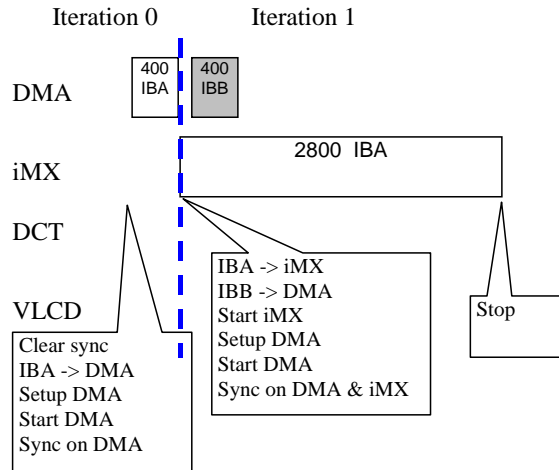 Iteration 0
Iteration 1
DMA
400
IBA
400
IBB
iMX
2800 IBA
DCT
VLCD
Clear sync
IBA -> DMA
Setup DMA
Start DMA
Sync on DMA
IBA -> iMX
IBB -> DMA
Start iMX
Setup DMA
Start DMA
Sync on DMA & iMX
Stop